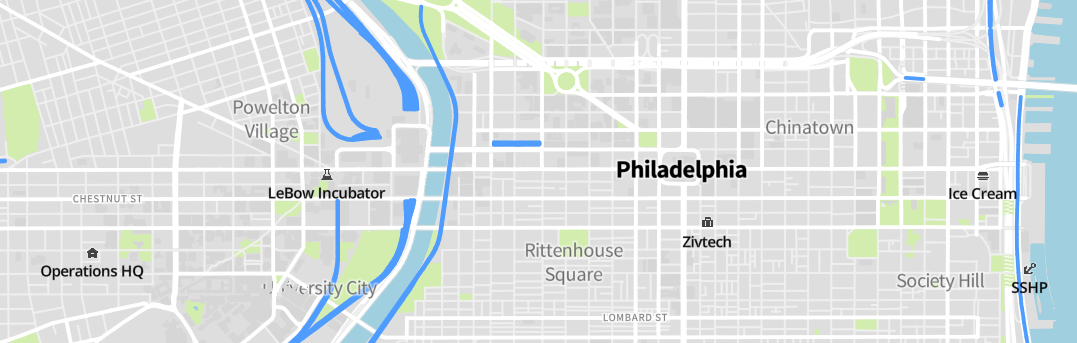 Powelton
Village
Chinatown
Philadelphia
LeBow Incubator
CHESTNUT ST
Ice Cream
Zivtech
Rittenhouse
Square
Operations HQ
University City
Society Hill
SSHP
LOMBARD ST